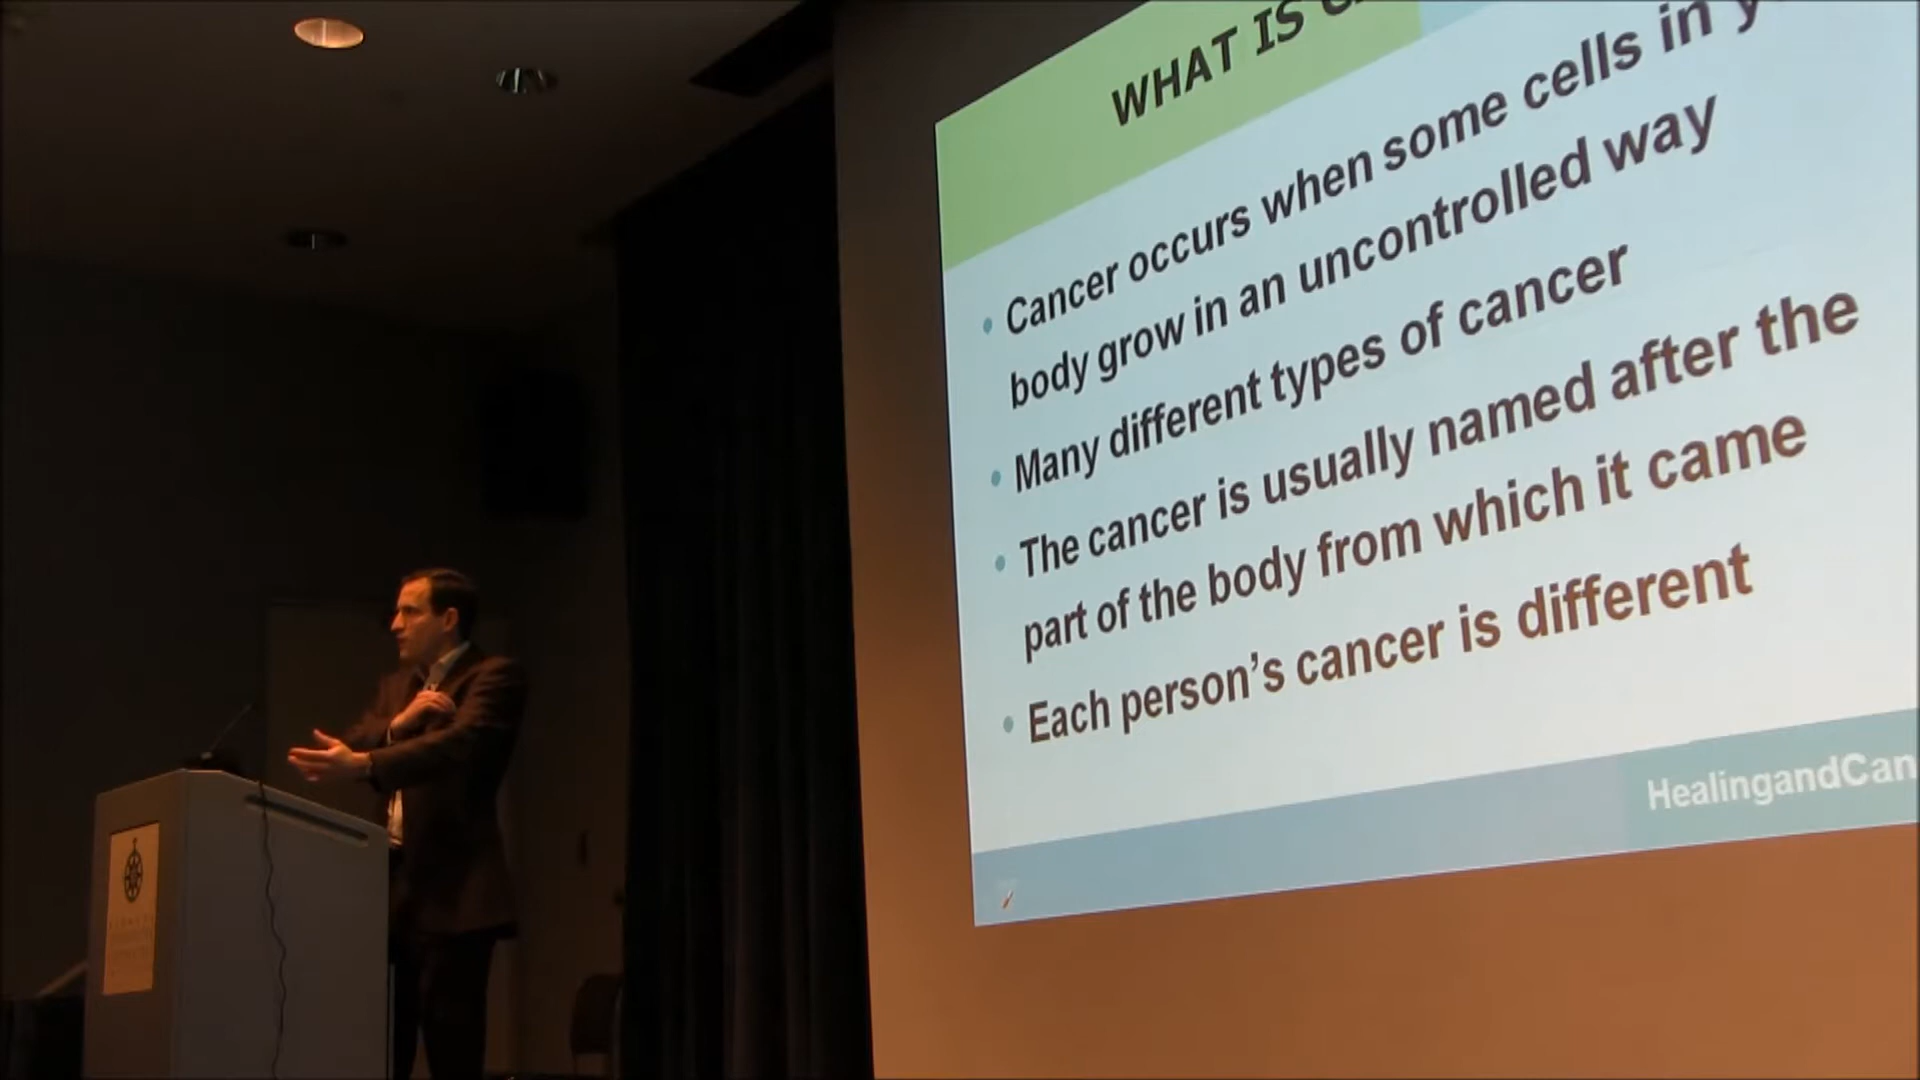 WHAT IS
Cancer occurs when some cells in
body grow in an uncontrolled way
Many different types of cancer
The cancer is usually named after the
part of the body from which it came
Each person’s cancer is different
HealingandCan